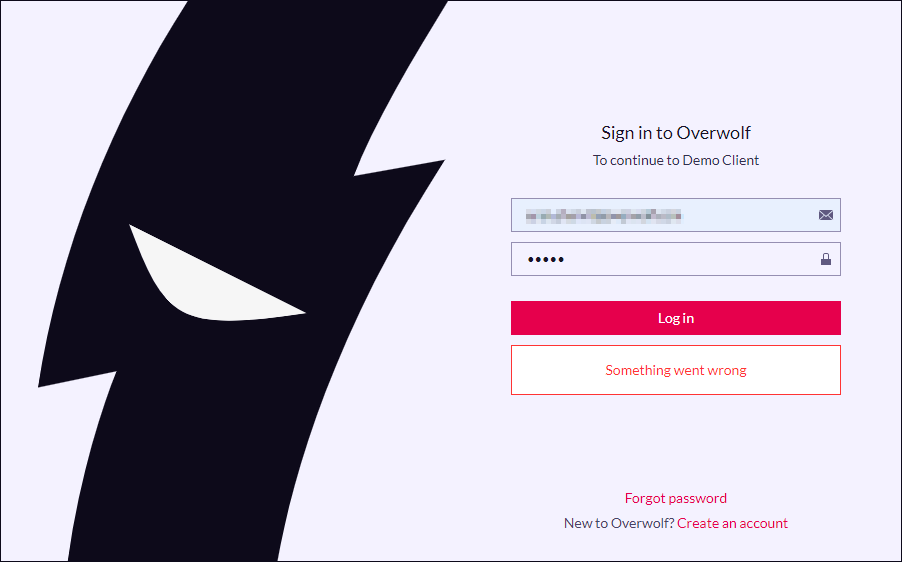 Sign in to Overwolf
To continue to Demo Client
•••••
Log in
Something went wrong
Forgot password
New to Overwolf? Create an account